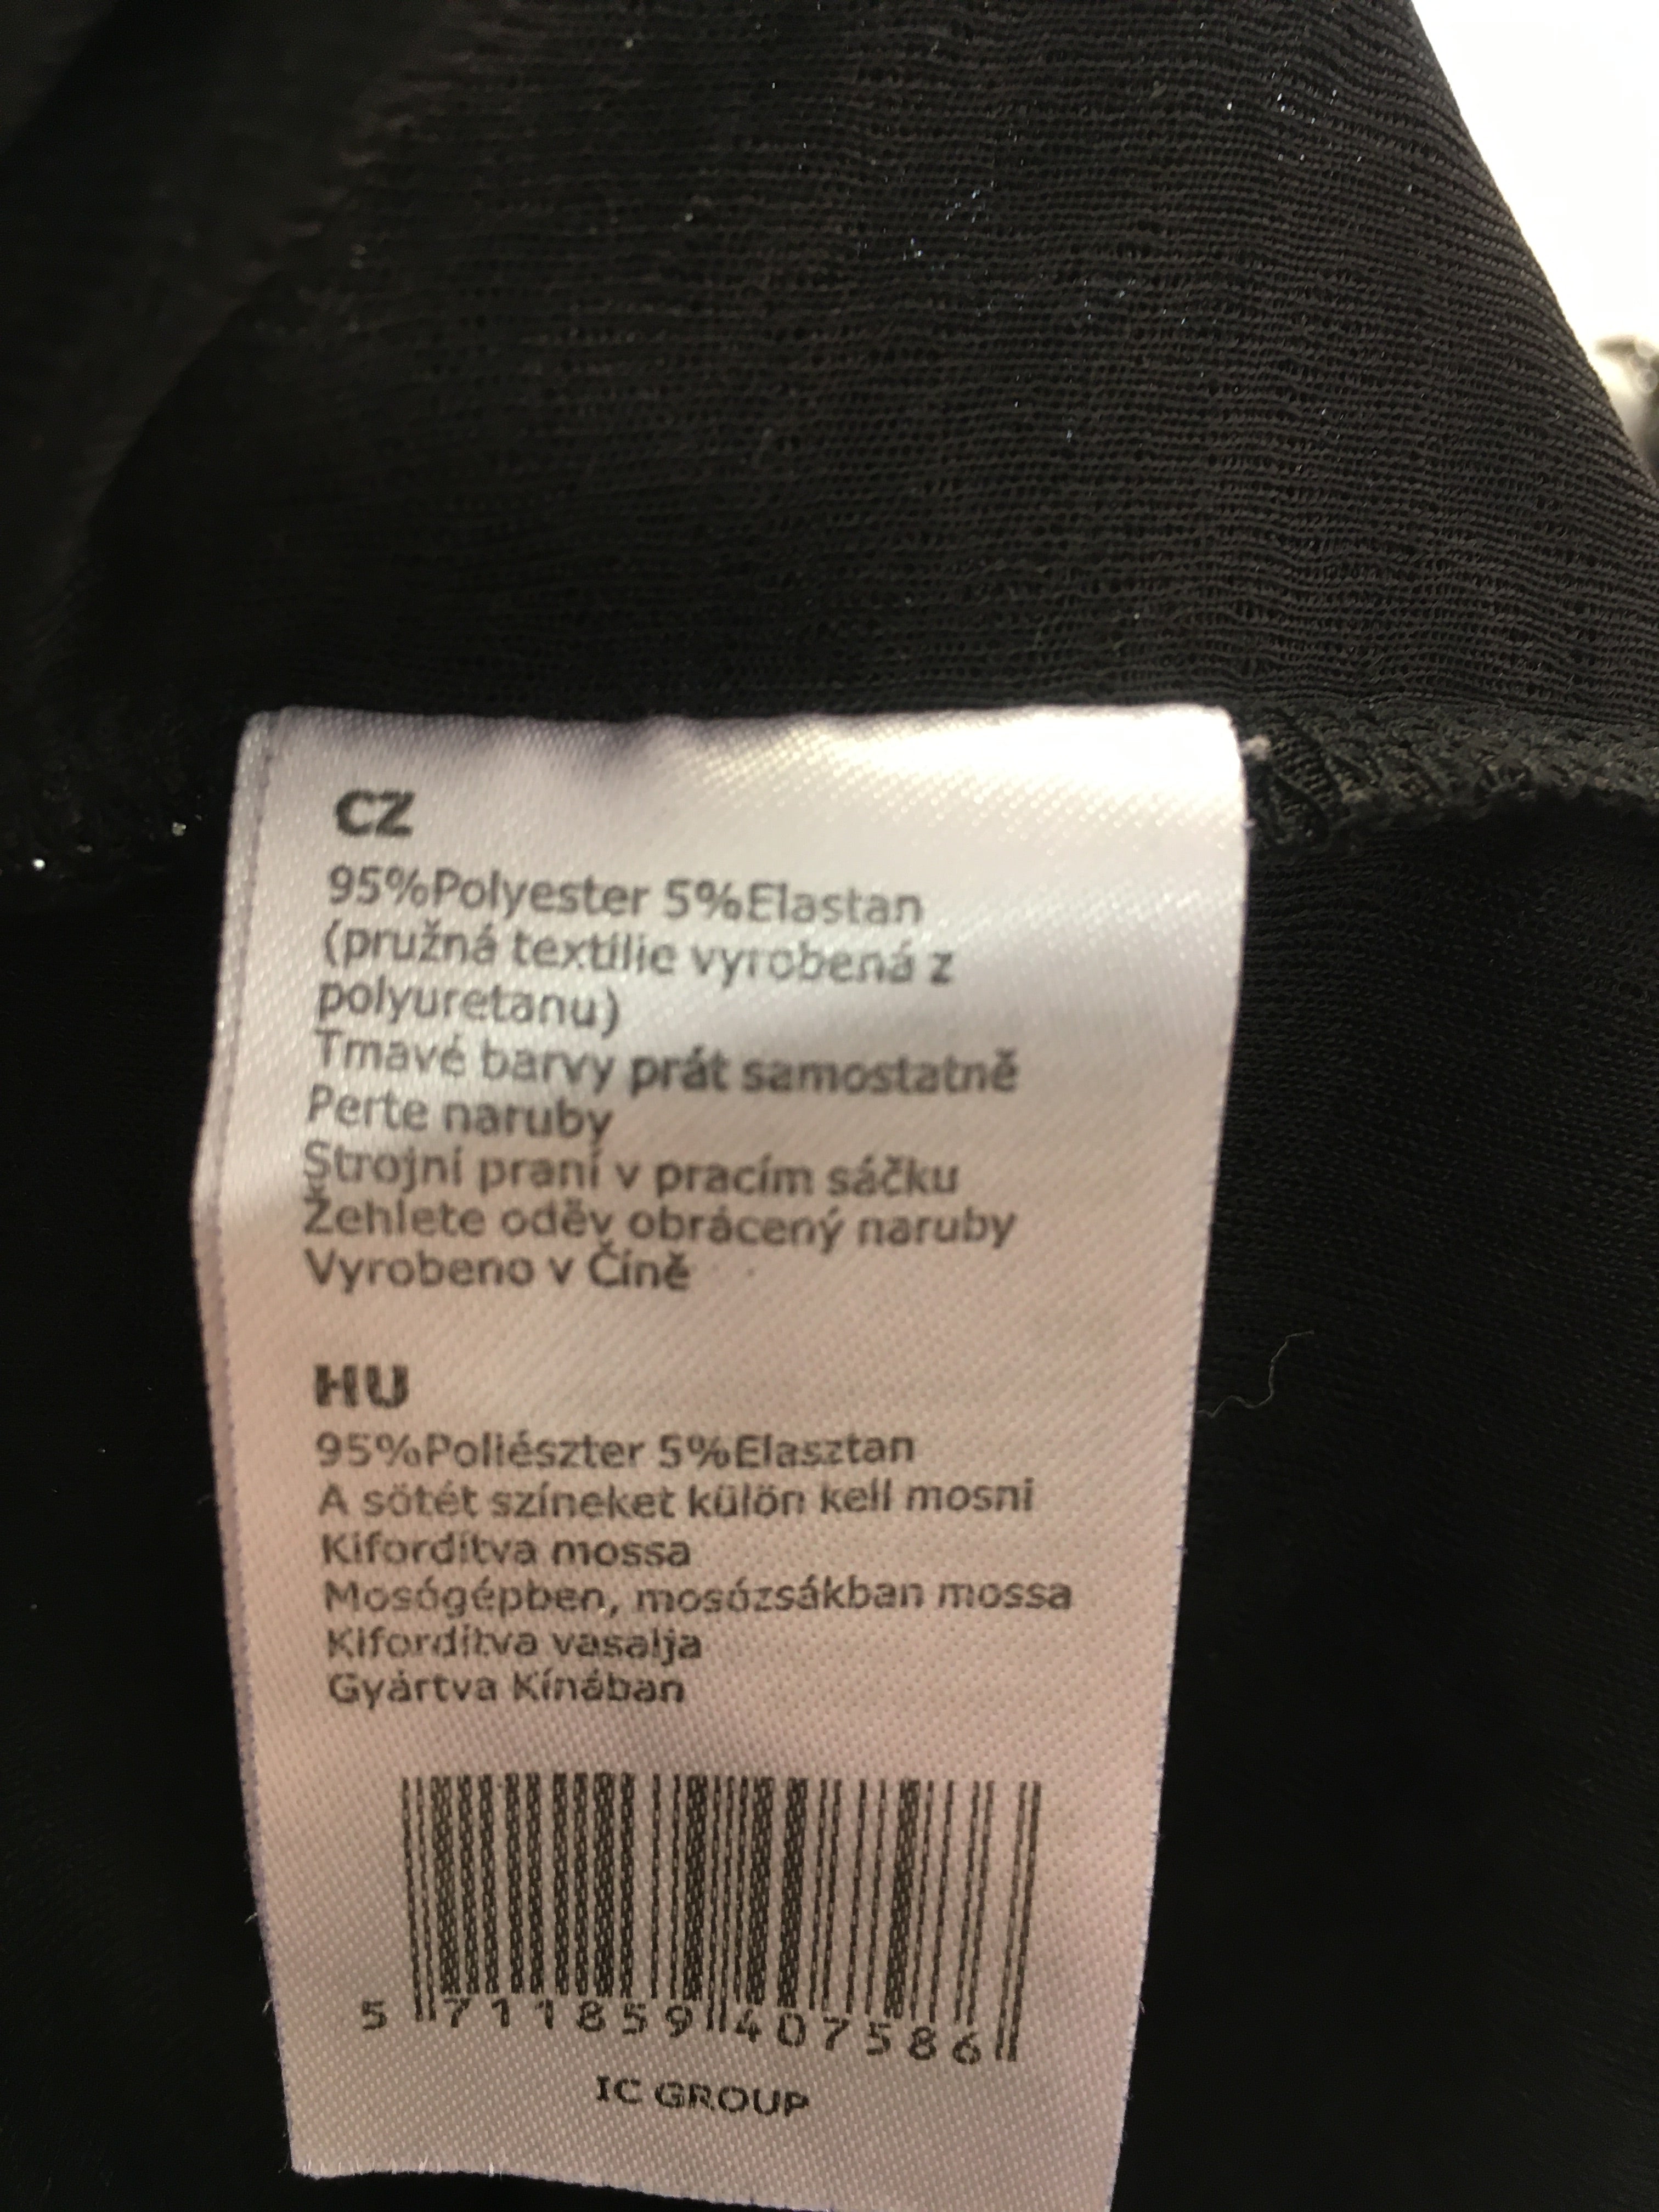 CZ
95%Polyester 5%Elastan
(pružná textilie vyrobená z
polyuretanu)
Tmavé barvy prát samostatně
Perte naruby
Strojní praní v pracím sáčku
Žehlete oděv obrácený naruby
Vyrobeno v Číně
HU
95%Poliészter 5%Elasztan
A sötét színeket külön kell mosni
Kifordítva mossa
Mosógépben, mosózsákban mossa
Kifordítva vasalja
Gyártva Kínában
5 711859 407586
IC GROUP